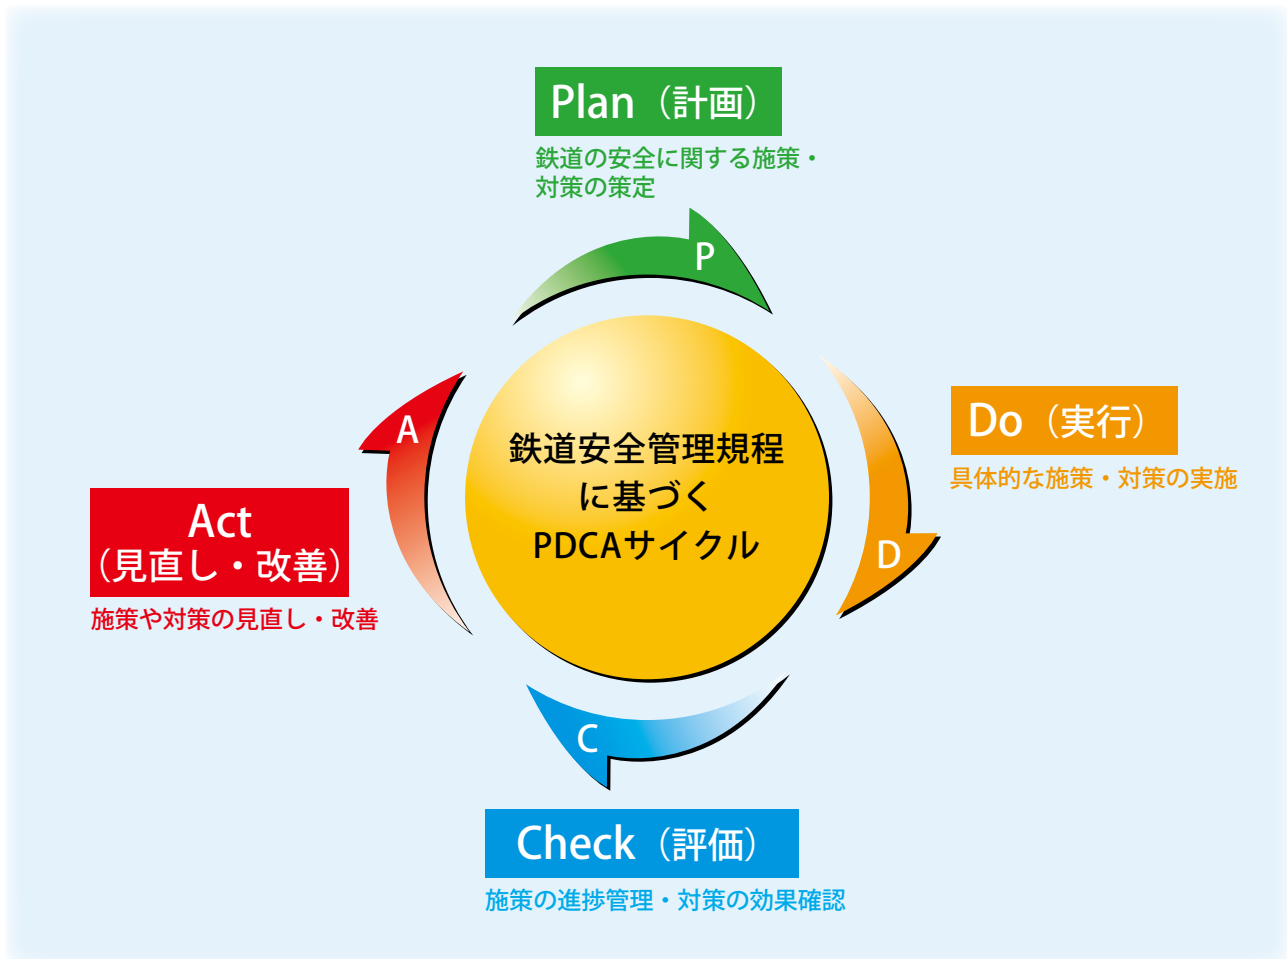 Plan（計画）
鉄道の安全に関する施策・
対策の策定
P
Do（実行）
具体的な施策・対策の実施
D
鉄道安全管理規程
に基づく
PDCAサイクル
A
Act
（見直し・改善）
施策や対策の見直し・改善
C
Check（評価）
施策の進捗管理・対策の効果確認